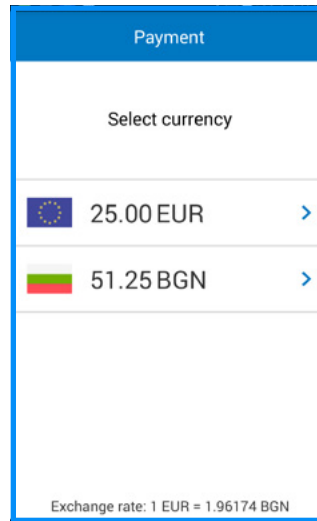 Payment
Select currency
25.00 EUR
51.25 BGN
Exchange rate: 1 EUR = 1.96174 BGN